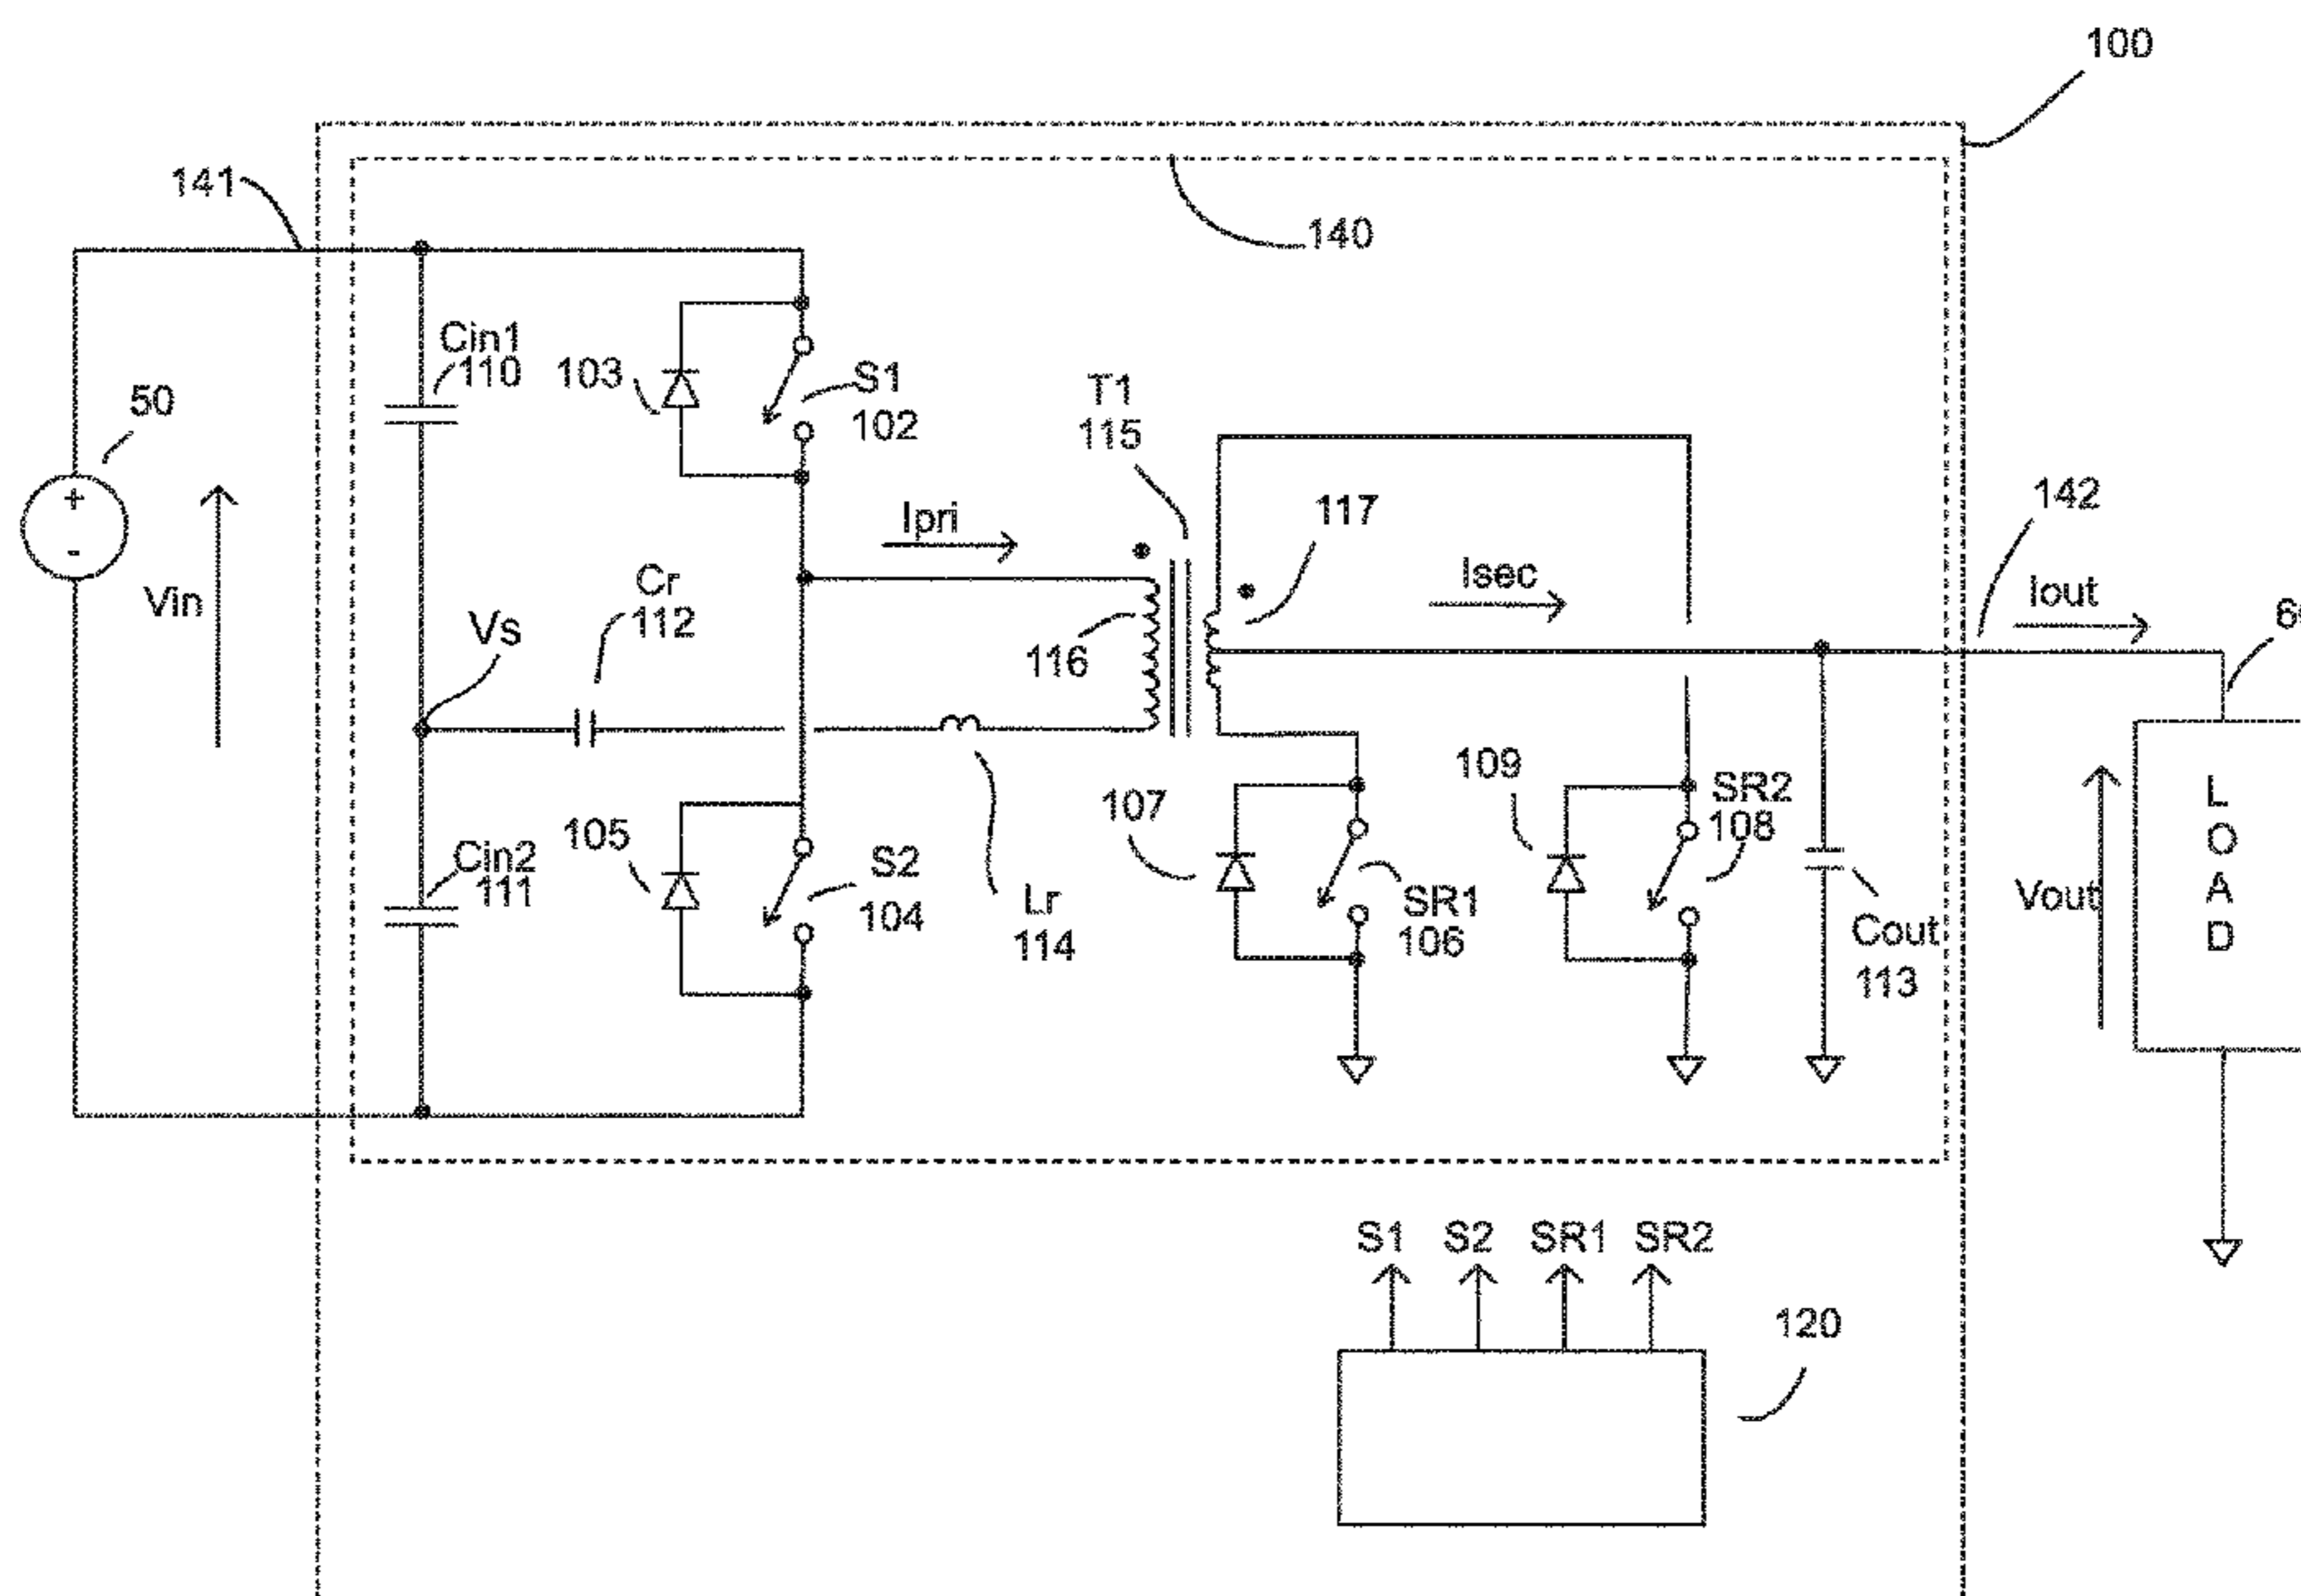 100
141
140
Cin1
110
103
S1
102
50
+
-
T1
115
Ipri
117
142
Isec
Iout
Vin
Cr
112
Vs
116
109
SR2
108
107
105
Cin2
111
S2
104
Lr
114
SR1
106
Cout
113
Vout
L
O
A
D
S1 S2 SR1 SR2
120